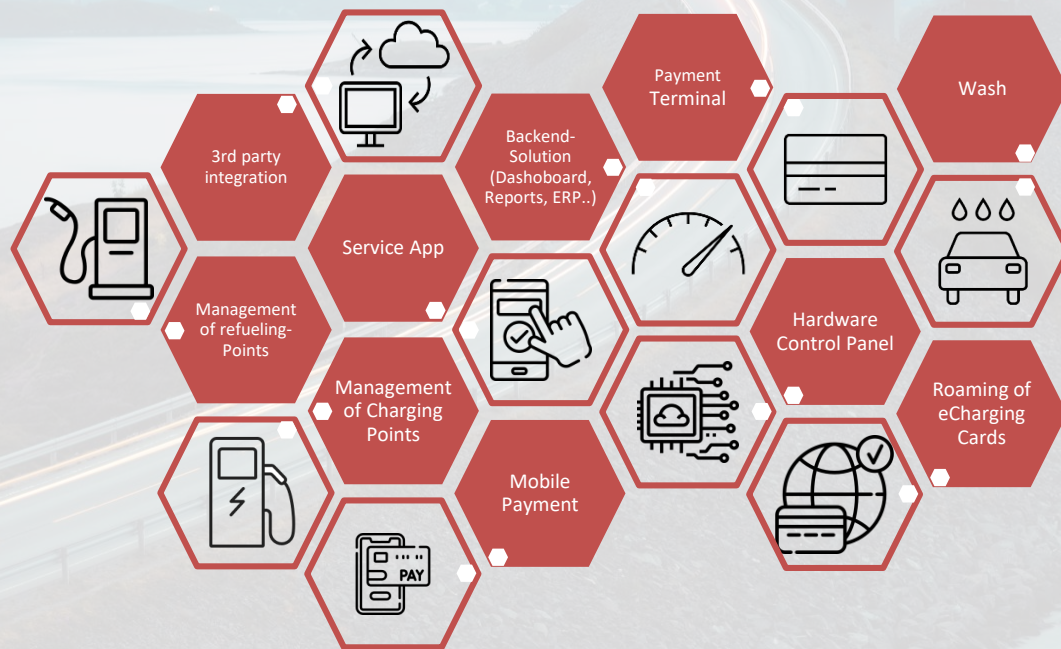 Payment
Terminal
Wash
3rd party
integration
Backend-
Solution
(Dashoboard,
Reports, ERP..)
Service App
Management
of refueling-
Points
Hardware
Control Panel
Management
of Charging
Points
Roaming of
eCharging
Cards
Mobile
Payment
PAY